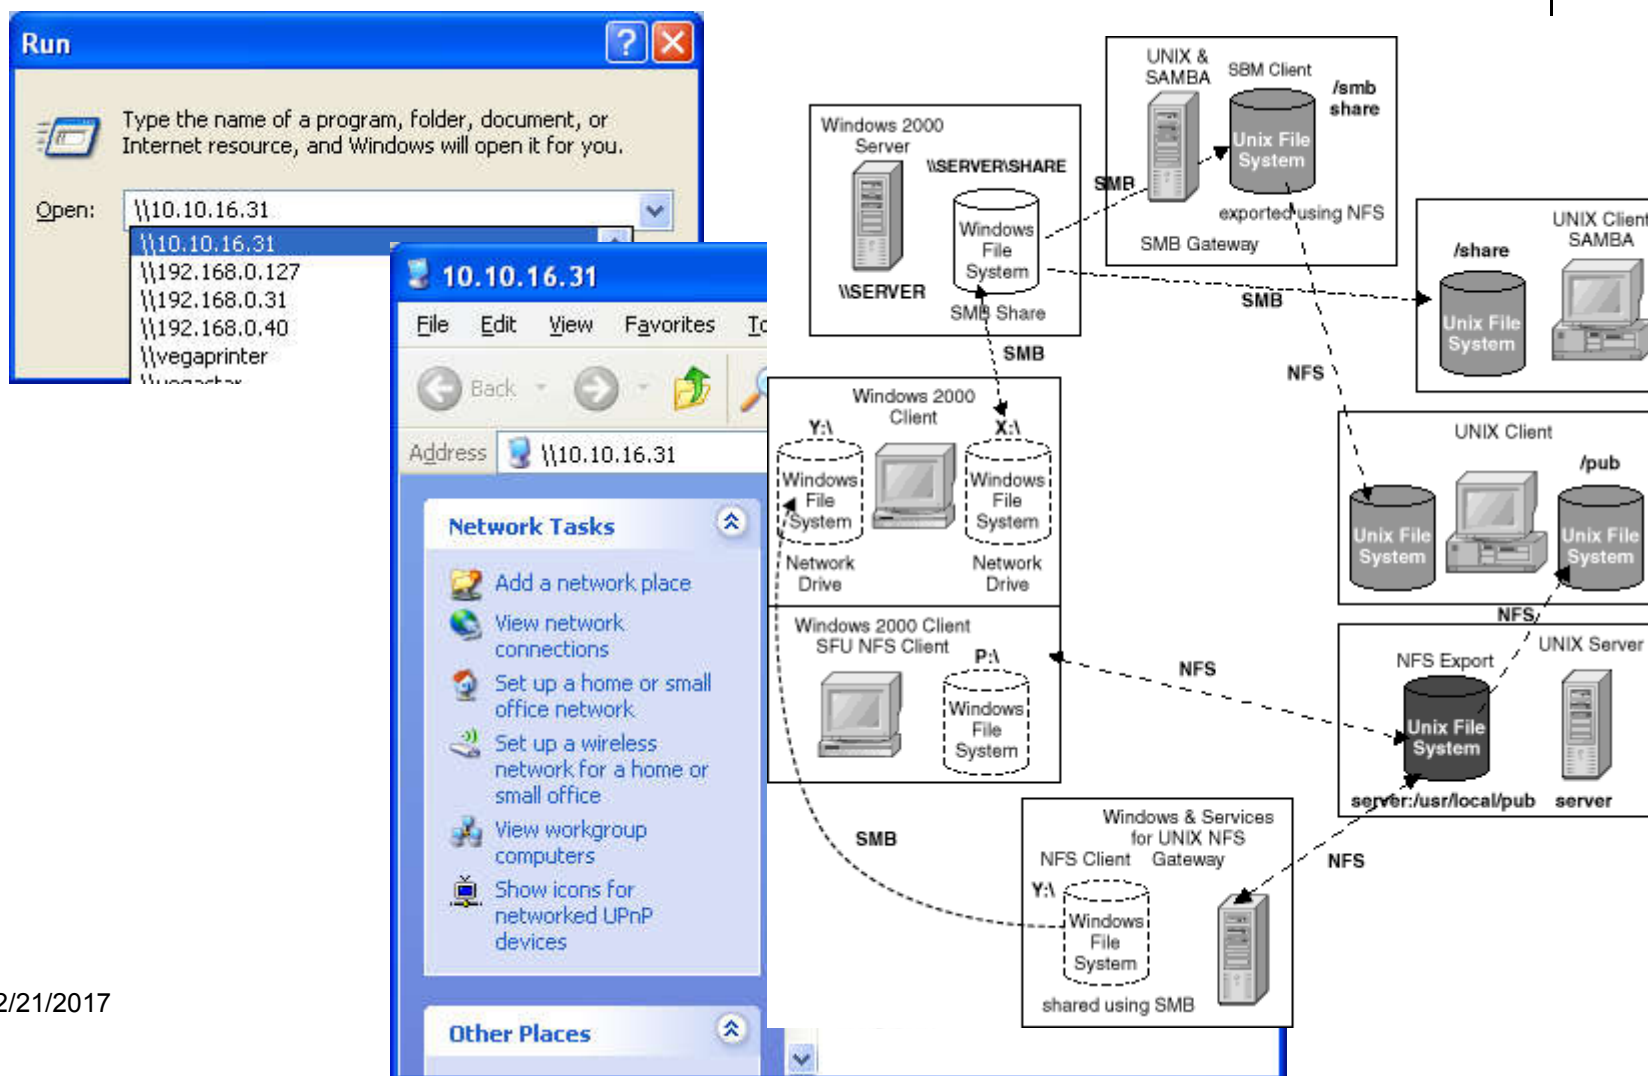 Run
Type the name of a program, folder, document, or
Internet resource, and Windows will open it for you.
Open:
\\10.10.16.31
\\10.10.16.31
\\192.168.0.127
\\192.168.0.31
\\192.168.0.40
\\vegaprinter
10.10.16.31
File Edit View Favorites
Back
Address
\\10.10.16.31
Network Tasks
Add a network place
View network
connections
Set up a home or small
office network
Set up a wireless
network for a home or
small office
View workgroup
computers
Show icons for
networked UPnP
devices
Other Places
2/21/2017
UNIX &
SAMBA
SBM Client
/smb
share
Unix File
System
exported using NFS
SMB Gateway
Windows 2000
Server
\\SERVER\SHARE
Windows
File
System
\\SERVER
SMB Share
SMB
SMB
SMB
NFS
UNIX Client
SAMBA
/share
Unix File
System
Windows 2000
Client
Y:\
X:\
Windows
File
System
Windows
File
System
Network
Drive
Network
Drive
UNIX Client
/pub
Unix File
System
Unix File
System
NFS
Windows 2000 Client
SFU NFS Client
P:\
Windows
File
System
NFS
UNIX Server
NFS Export
Unix File
System
server:/usr/local/pub
server
SMB
NFS
Windows & Services
for UNIX NFS
Gateway
NFS Client
Y:\
Windows
File
System
shared using SMB